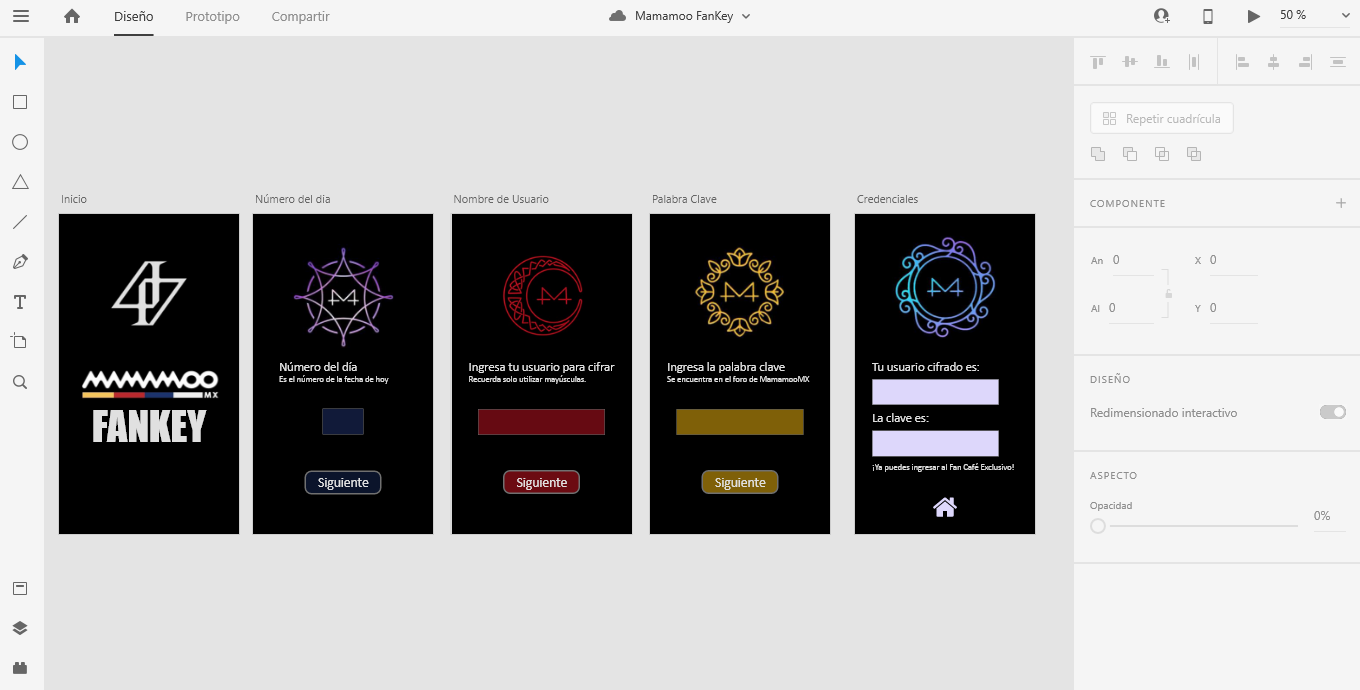 Diseño
Prototipo
Compartir
Mamamoo FanKey
50 %
Repetir cuadrícula
COMPONENTE
An 0
X 0
Al 0
Y 0
DISEÑO
Redimensionado interactivo
ASPECTO
Opacidad
0%
Inicio
MAMAMOO
MX
FANKEY
Número del dia
Número del día
Es el número de la fecha de hoy
Siguiente
Nombre de Usuario
Ingresa tu usuario para cifrar
Recuerda solo utilizar mayúsculas.
Siguiente
Palabra Clave
Ingresa la palabra clave
Se encuentra en el foro de MamamooMX
Siguiente
Credenciales
Tu usuario cifrado es:
La clave es:
¡Ya puedes ingresar al Fan Café Exclusivo!